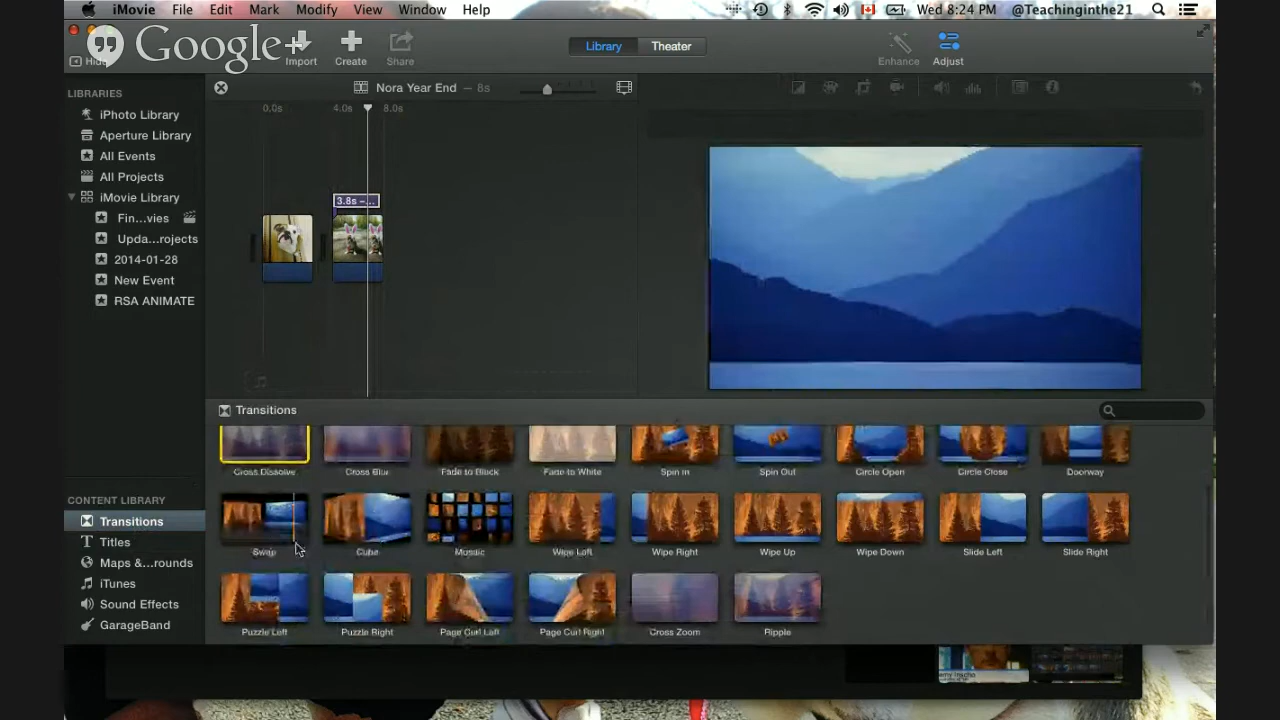 iMovie File Edit Mark Modify View Window Help Wed 8:24 PM @Teachinginthe21
Google+
Import Create Share
Library Theater
Enhance Adjust
LIBRARIES
iPhoto Library
Aperture Library
All Events
All Projects
iMovie Library
Fin...vies
Upda...rojects
2014-01-28
New Event
RSA ANIMATE
Nora Year End – 8s
0.0s 4.0s 8.0s
3.8s –...
CONTENT LIBRARY
Transitions
Titles
Maps &...rounds
iTunes
Sound Effects
GarageBand
Transitions
Cross Dissolve Cross Blur Fade to Black Fade to White Spin In Spin Out Circle Open Circle Close Doorway
Swap Cube Mosaic Wipe Left Wipe Right Wipe Up Wipe Down Slide Left Slide Right
Puzzle Left Puzzle Right Page Curl Left Page Curl Right Cross Zoom Ripple